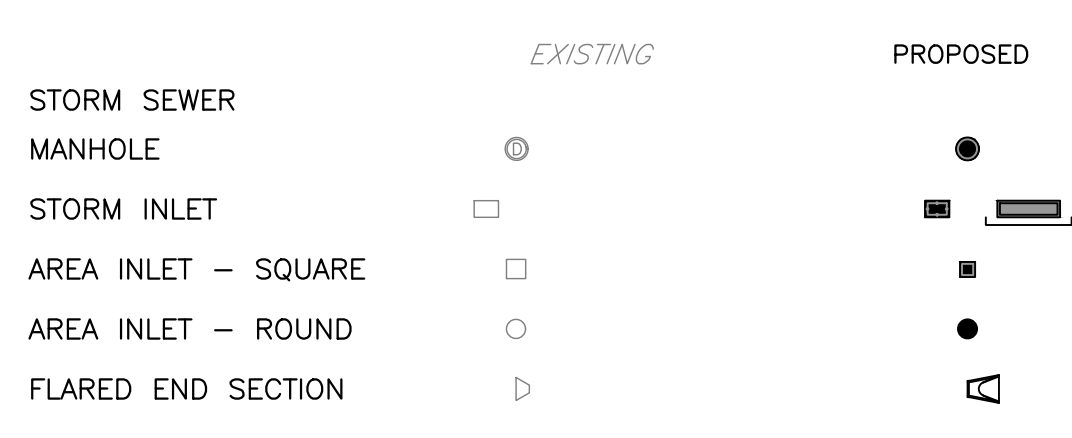 EXISTING PROPOSED
STORM SEWER
MANHOLE D
STORM INLET
AREA INLET – SQUARE
AREA INLET – ROUND
FLARED END SECTION